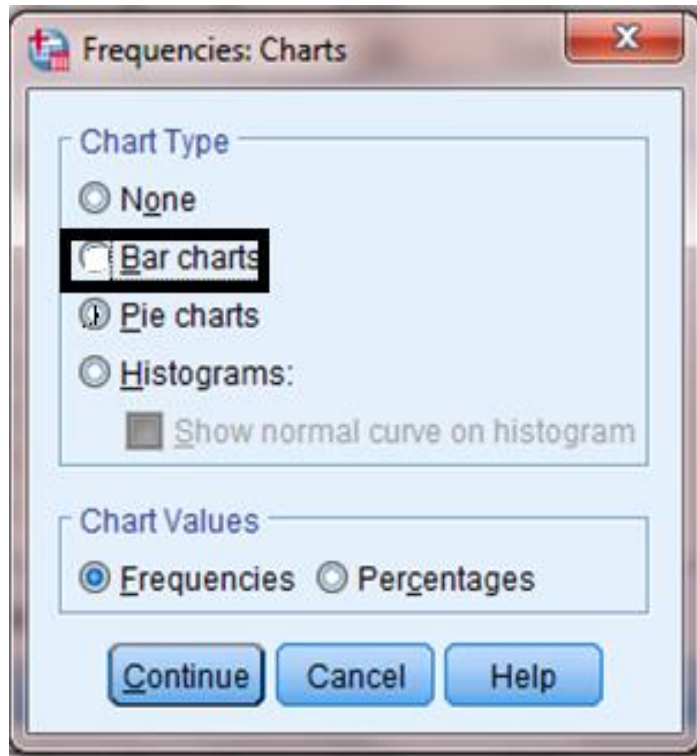 Frequencies: Charts
Chart Type
None
Bar charts
Pie charts
Histograms:
Show normal curve on histogram
Chart Values
Frequencies Percentages
Continue Cancel Help